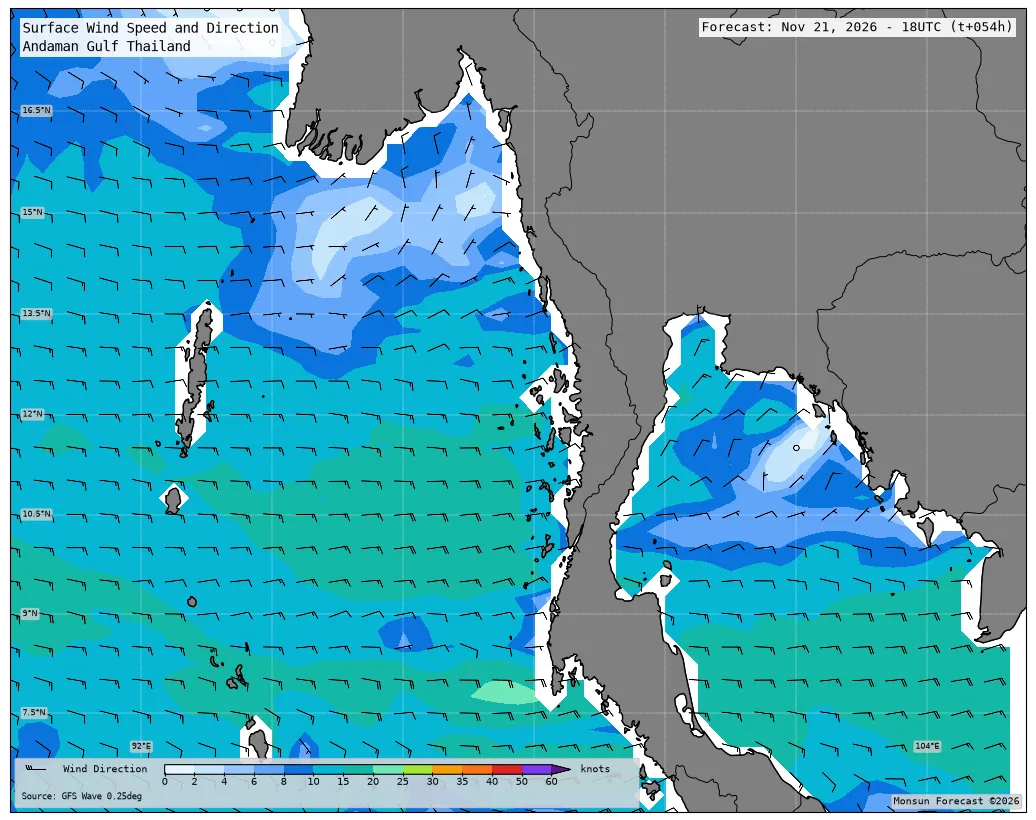 Surface Wind Speed and Direction
Andaman Gulf Thailand
Forecast: Nov 21, 2026 - 18UTC (t+054h)
16.5°N
15°N
13.5°N
12°N
10.5°N
9°N
7.5°N
92°E
104°E
Wind Direction
0 2 4 6 8 10 15 20 25 30 35 40 50 60
knots
Source: GFS Wave 0.25deg
Monsun Forecast ©2026